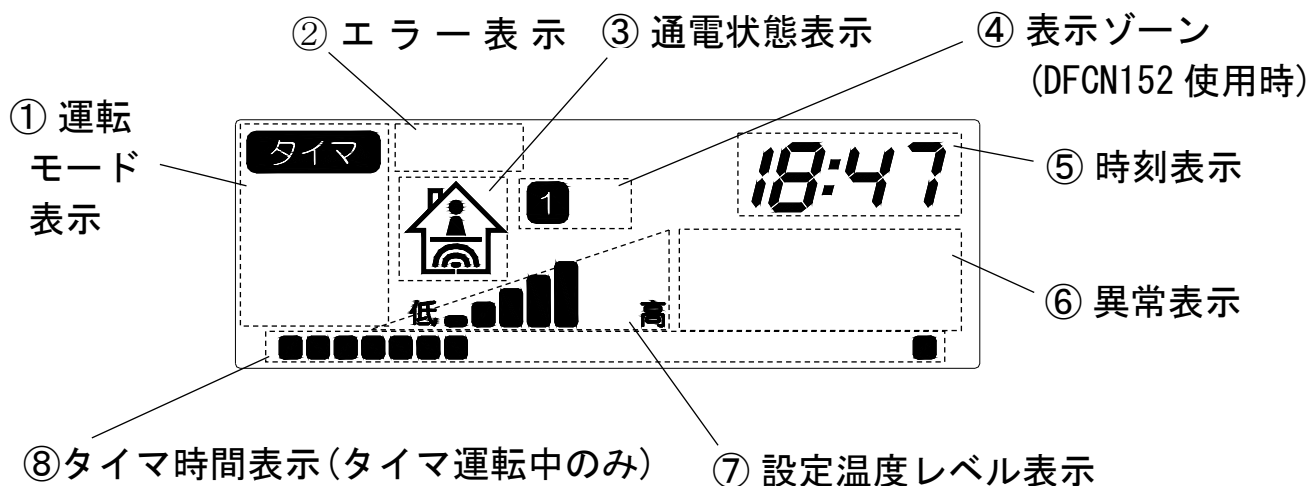 ② エラー表示
③ 通電状態表示
④ 表示ゾーン
(DFCN152 使用時)
① 運転
モード
表示
タイマ
1
18:47
⑤ 時刻表示
低
高
⑥ 異常表示
⑧タイマ時間表示(タイマ運転中のみ)
⑦ 設定温度レベル表示